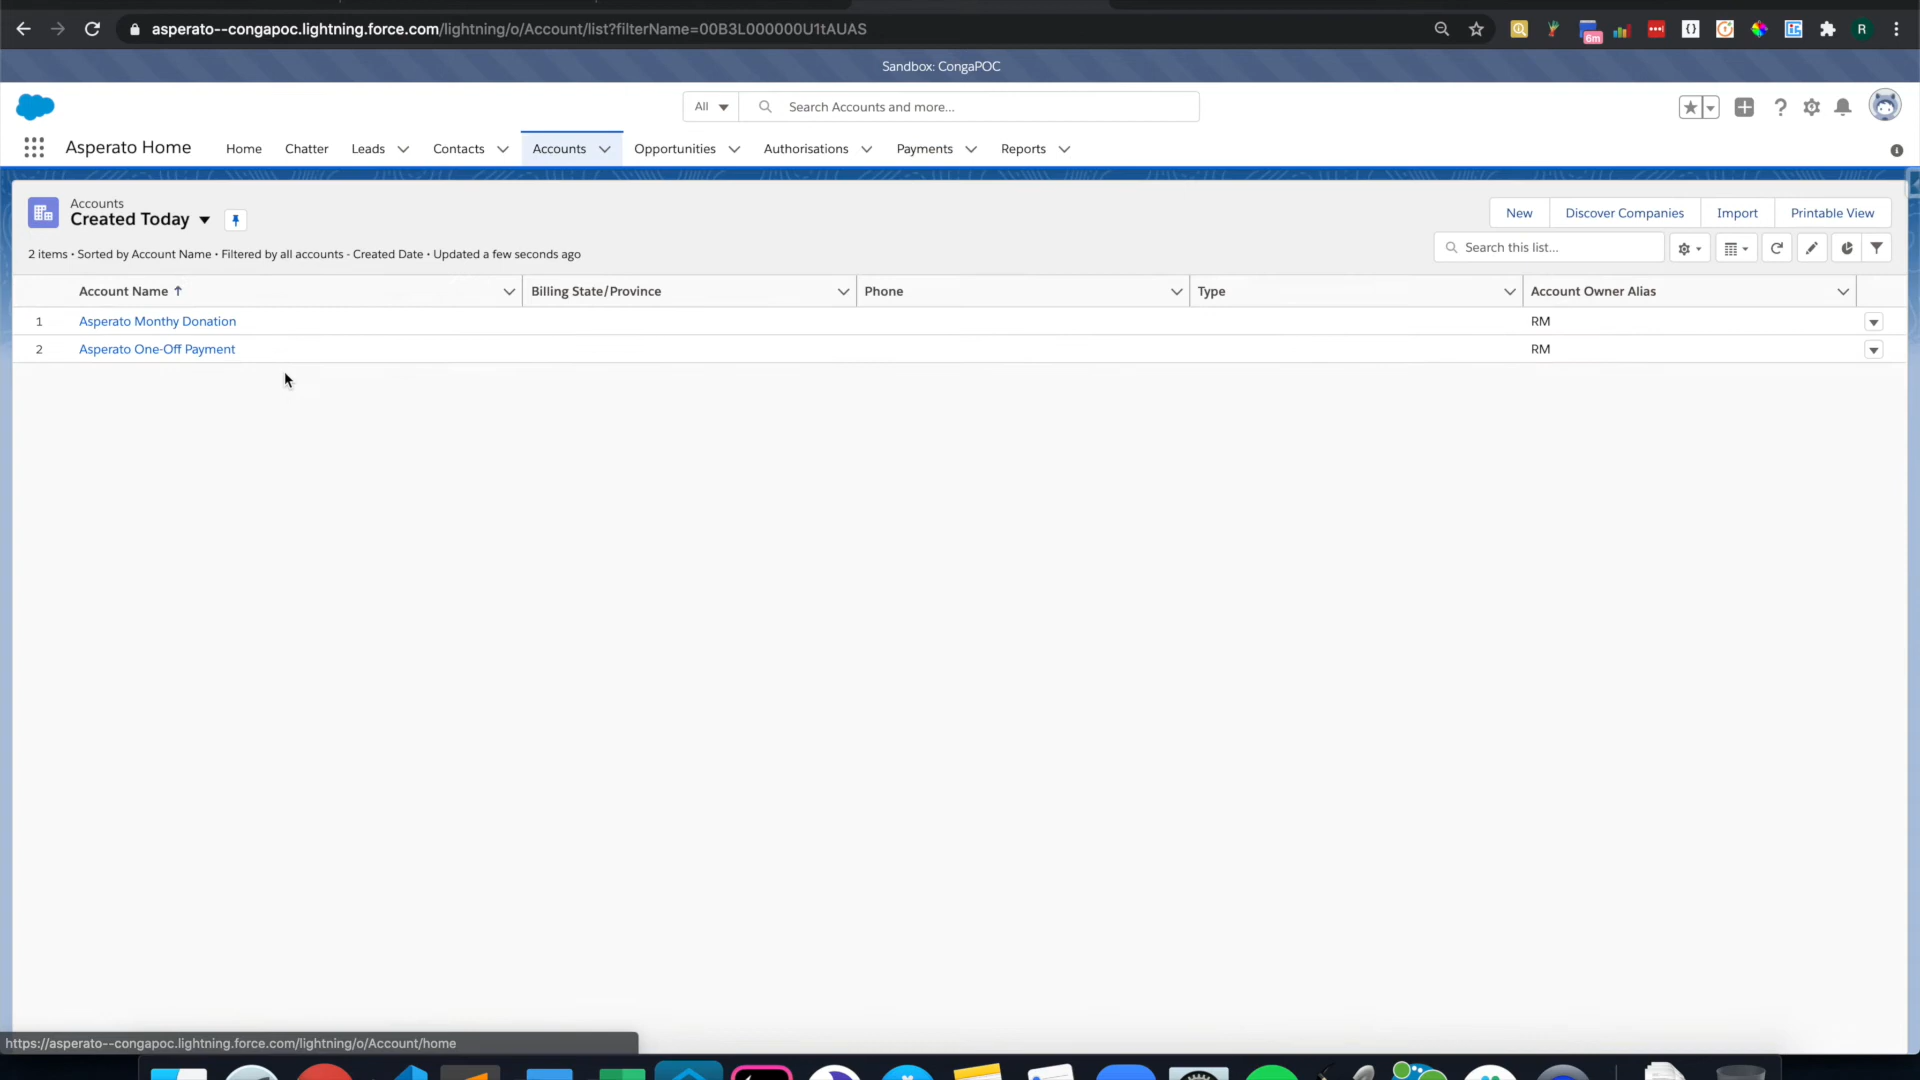 asperato--congapoc.lightning.force.com/lightning/o/Account/list?filterName=00B3L000000U1tAUAS
6m
R
Sandbox: CongaPOC
All
Search Accounts and more...
Asperato Home
Home
Chatter
Leads
Contacts
Accounts
Opportunities
Authorisations
Payments
Reports
Accounts
Created Today
New
Discover Companies
Import
Printable View
2 items • Sorted by Account Name • Filtered by all accounts - Created Date • Updated a few seconds ago
Search this list...
Account Name
Billing State/Province
Phone
Type
Account Owner Alias
1 Asperato Monthy Donation RM
2 Asperato One-Off Payment RM
https://asperato--congapoc.lightning.force.com/lightning/o/Account/home